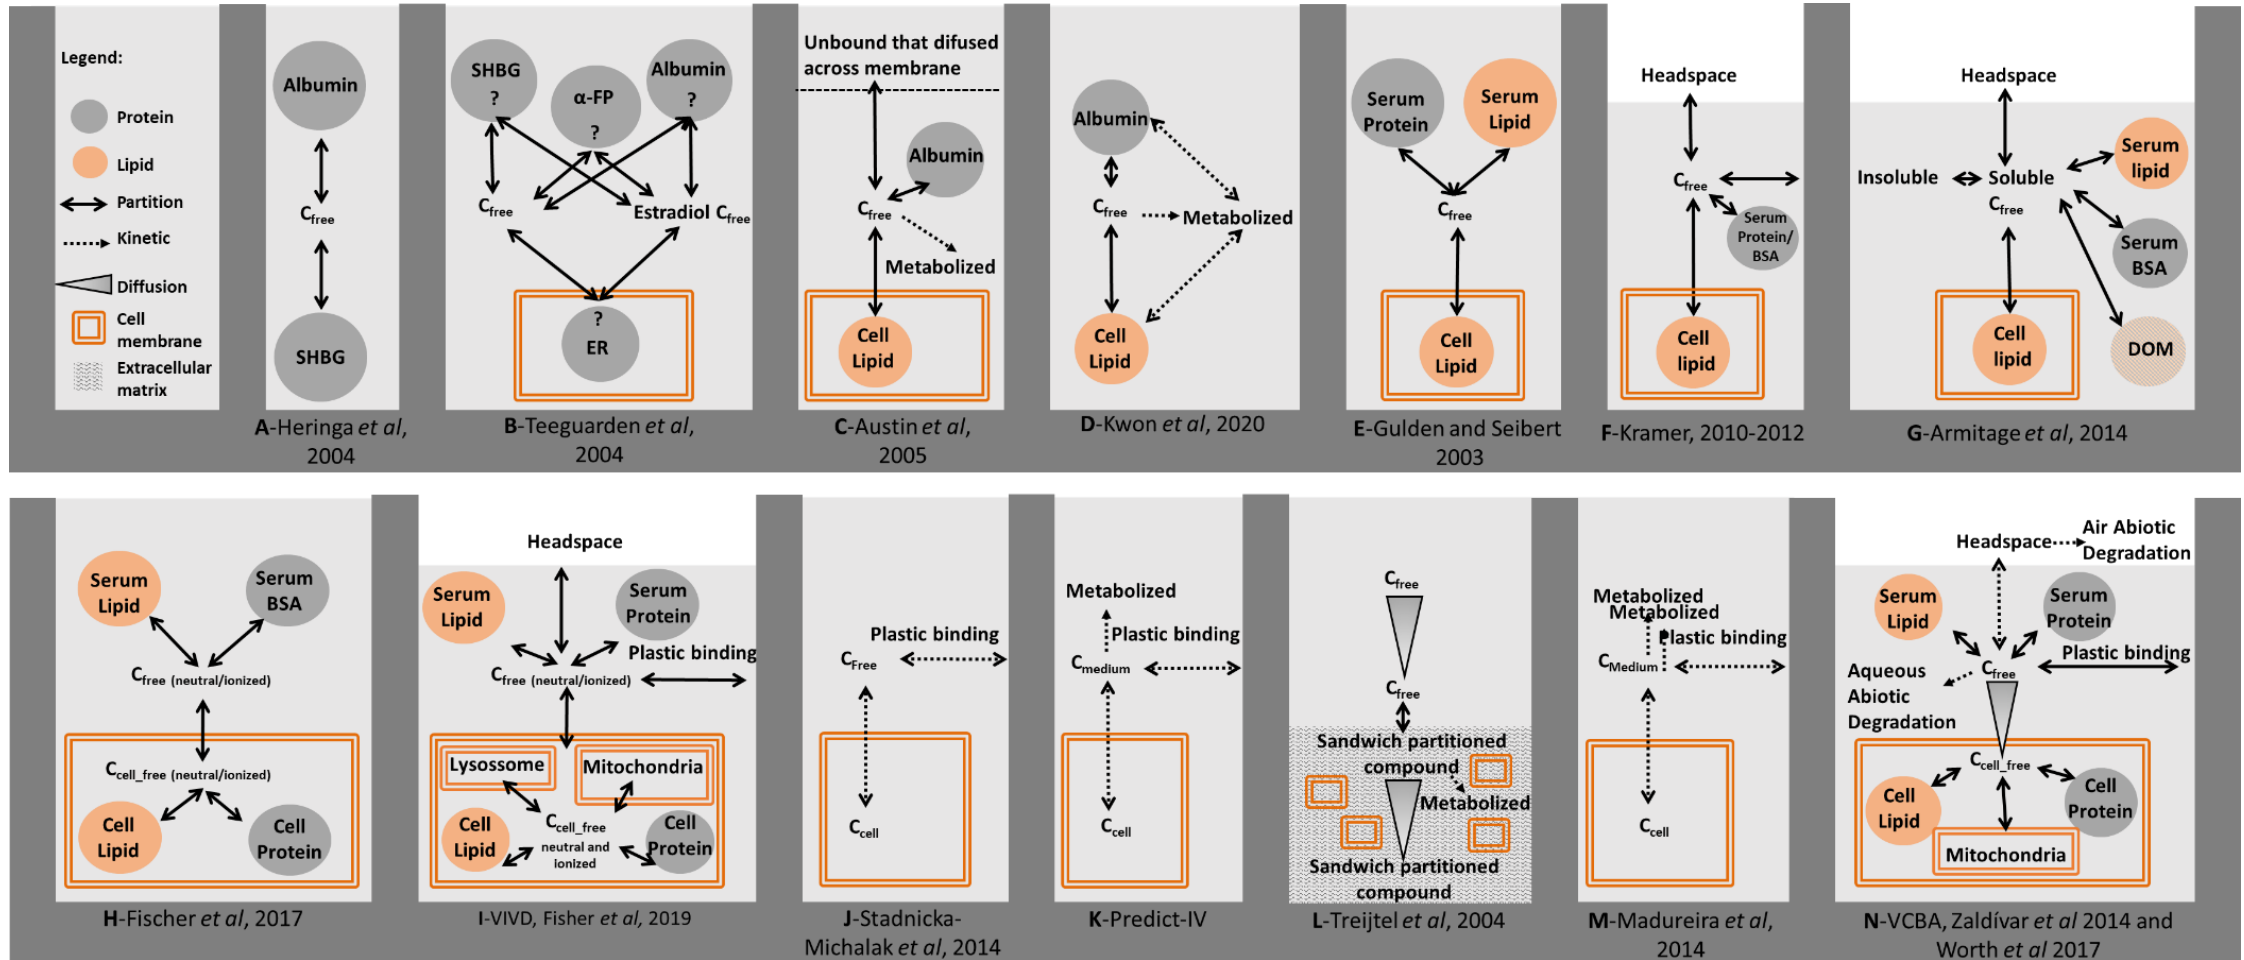 Legend:
Protein
Lipid
Partition
Kinetic
Diffusion
Cell
membrane
Extracellular
matrix
Albumin
Cfree
SHBG
A-Heringa et al,
2004
SHBG
?
α-FP
?
Albumin
?
Cfree
Estradiol Cfree
?
ER
B-Teeguarden et al,
2004
Unbound that difused
across membrane
Albumin
Cfree
Metabolized
Cell
Lipid
C-Austin et al,
2005
Albumin
Cfree
Metabolized
Cell
Lipid
D-Kwon et al, 2020
Serum
Protein
Serum
Lipid
Cfree
Cell
Lipid
E-Gulden and Seibert
2003
Headspace
Cfree
Serum
Protein/
BSA
Cell
lipid
F-Kramer, 2010-2012
Headspace
Serum
lipid
Insoluble
Soluble
Cfree
Serum
BSA
Cell
lipid
DOM
G-Armitage et al, 2014
Serum
Lipid
Serum
BSA
Cfree (neutral/ionized)
Ccell_free (neutral/ionized)
Cell
Lipid
Cell
Protein
H-Fischer et al, 2017
Headspace
Serum
Lipid
Serum
Protein
Plastic binding
Cfree (neutral/ionized)
Lysossome
Mitochondria
Cell
Lipid
Ccell_free
neutral and
ionized
Cell
Protein
I-VIVD, Fisher et al, 2019
Plastic binding
CFree
Ccell
J-Stadnicka-
Michalak et al, 2014
Metabolized
Plastic binding
Cmedium
Ccell
K-Predict-IV
Cfree
Cfree
Sandwich partitioned
compound
Metabolized
Sandwich partitioned
compound
L-Treijtel et al, 2004
Metabolized
Metabolized
Plastic binding
CMedium
Ccell
M-Madureira et al,
2014
Headspace
Air Abiotic
Degradation
Serum
Lipid
Serum
Protein
Plastic binding
Cfree
Aqueous
Abiotic
Degradation
Ccell_free
Cell
Lipid
Cell
Protein
Mitochondria
N-VCBA, Zaldívar et al 2014 and
Worth et al 2017